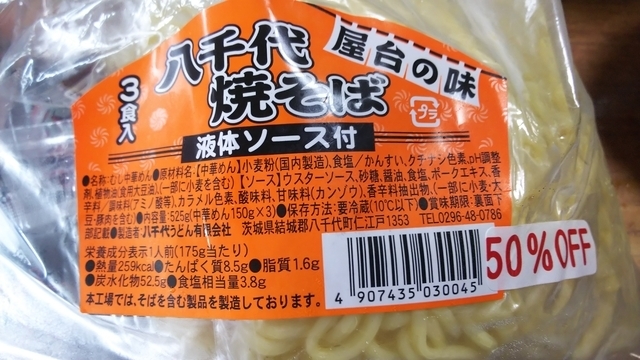 屋台の味
八千代
焼そば
3食入
プラ
液体ソース付
●名称:むし中華めん●原材料名:【中華めん】小麦粉(国内製造)、食塩/かんすい、クチナシ色素、pH調整
剤、植物油(食用大豆油)、(一部に小麦を含む)【ソース】ウスターソース、砂糖、醤油、食塩、ポークエキス、香
辛料/調味料(アミノ酸等)、カラメル色素、酸味料、甘味料(カンゾウ)、香辛料抽出物、(一部に小麦・大
豆・豚肉を含む)●内容量:525g(中華めん150g×3)●保存方法:要冷蔵(10℃以下)●賞味期限:裏面下
部記載●製造者:八千代うどん有限会社 茨城県結城郡八千代町仁江戸1353 TEL.0296-48-0786
栄養成分表示1人前(175g当たり)
●熱量259kcal●たんぱく質8.5g●脂質1.6g
●炭水化物52.5g●食塩相当量3.8g
本工場では、そばを含む製品を製造しております。
4 907435 030045
50%OFF